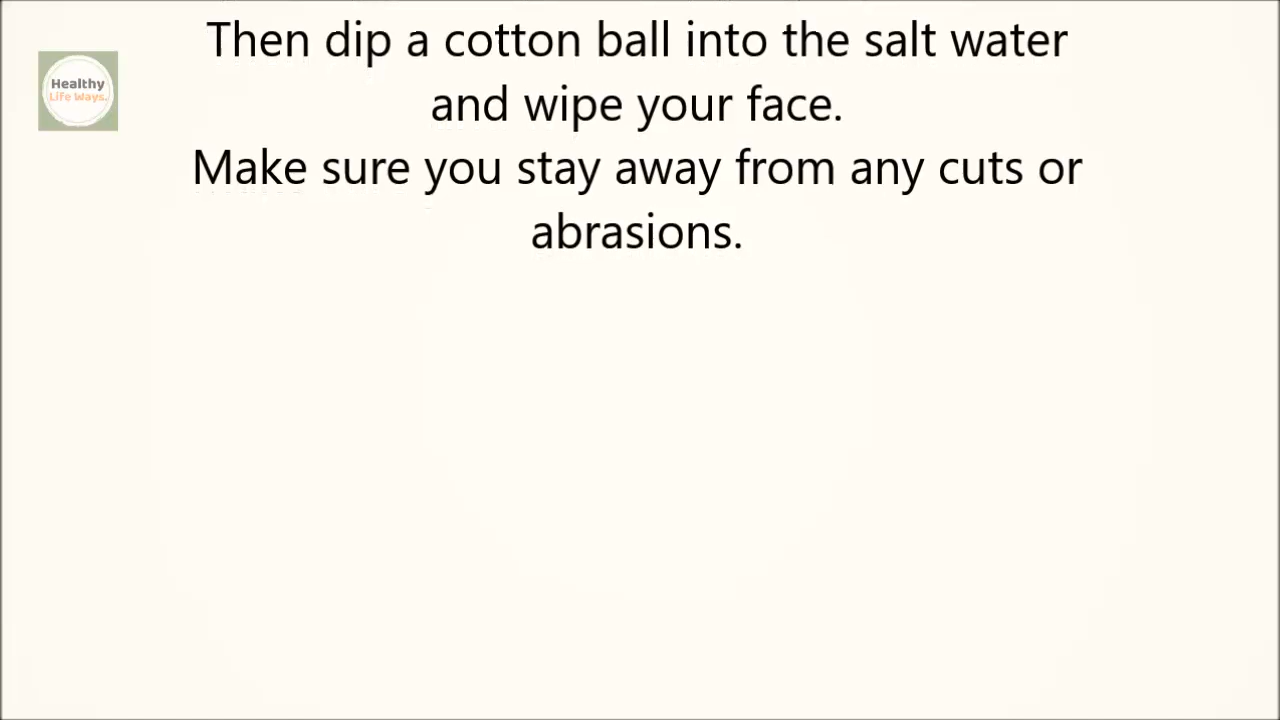 Then dip a cotton ball into the salt water
Healthy
Life Ways.
and wipe your face.
Make sure you stay away from any cuts or
abrasions.